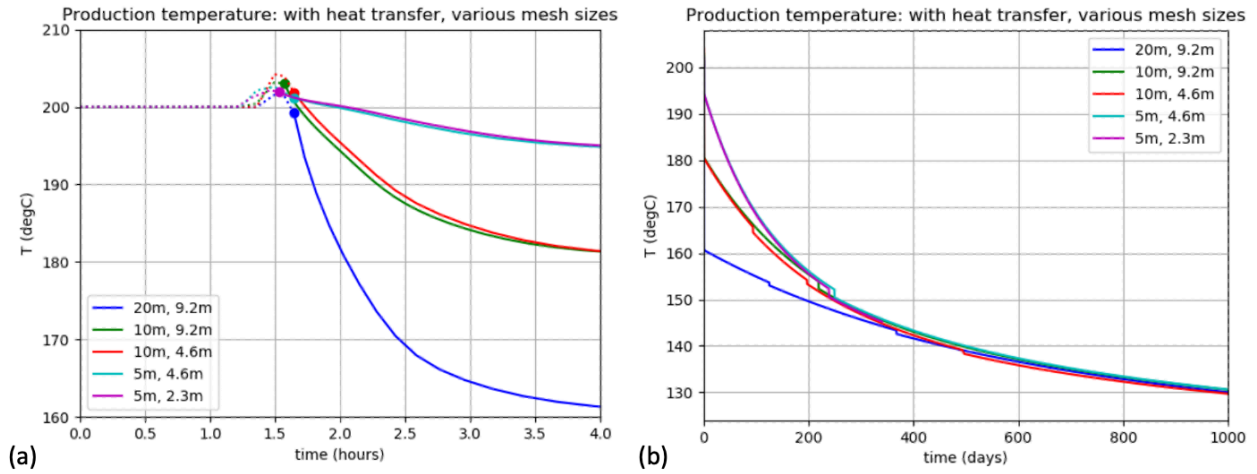 Production temperature: with heat transfer, various mesh sizes
210
200
190
180
170
160
T (degC)
20m, 9.2m
10m, 9.2m
10m, 4.6m
5m, 4.6m
5m, 2.3m
0.0 0.5 1.0 1.5 2.0 2.5 3.0 3.5 4.0
time (hours)
(a)
Production temperature: with heat transfer, various mesh sizes
200
190
180
170
160
150
140
130
T (degC)
20m, 9.2m
10m, 9.2m
10m, 4.6m
5m, 4.6m
5m, 2.3m
0 200 400 600 800 1000
time (days)
(b)